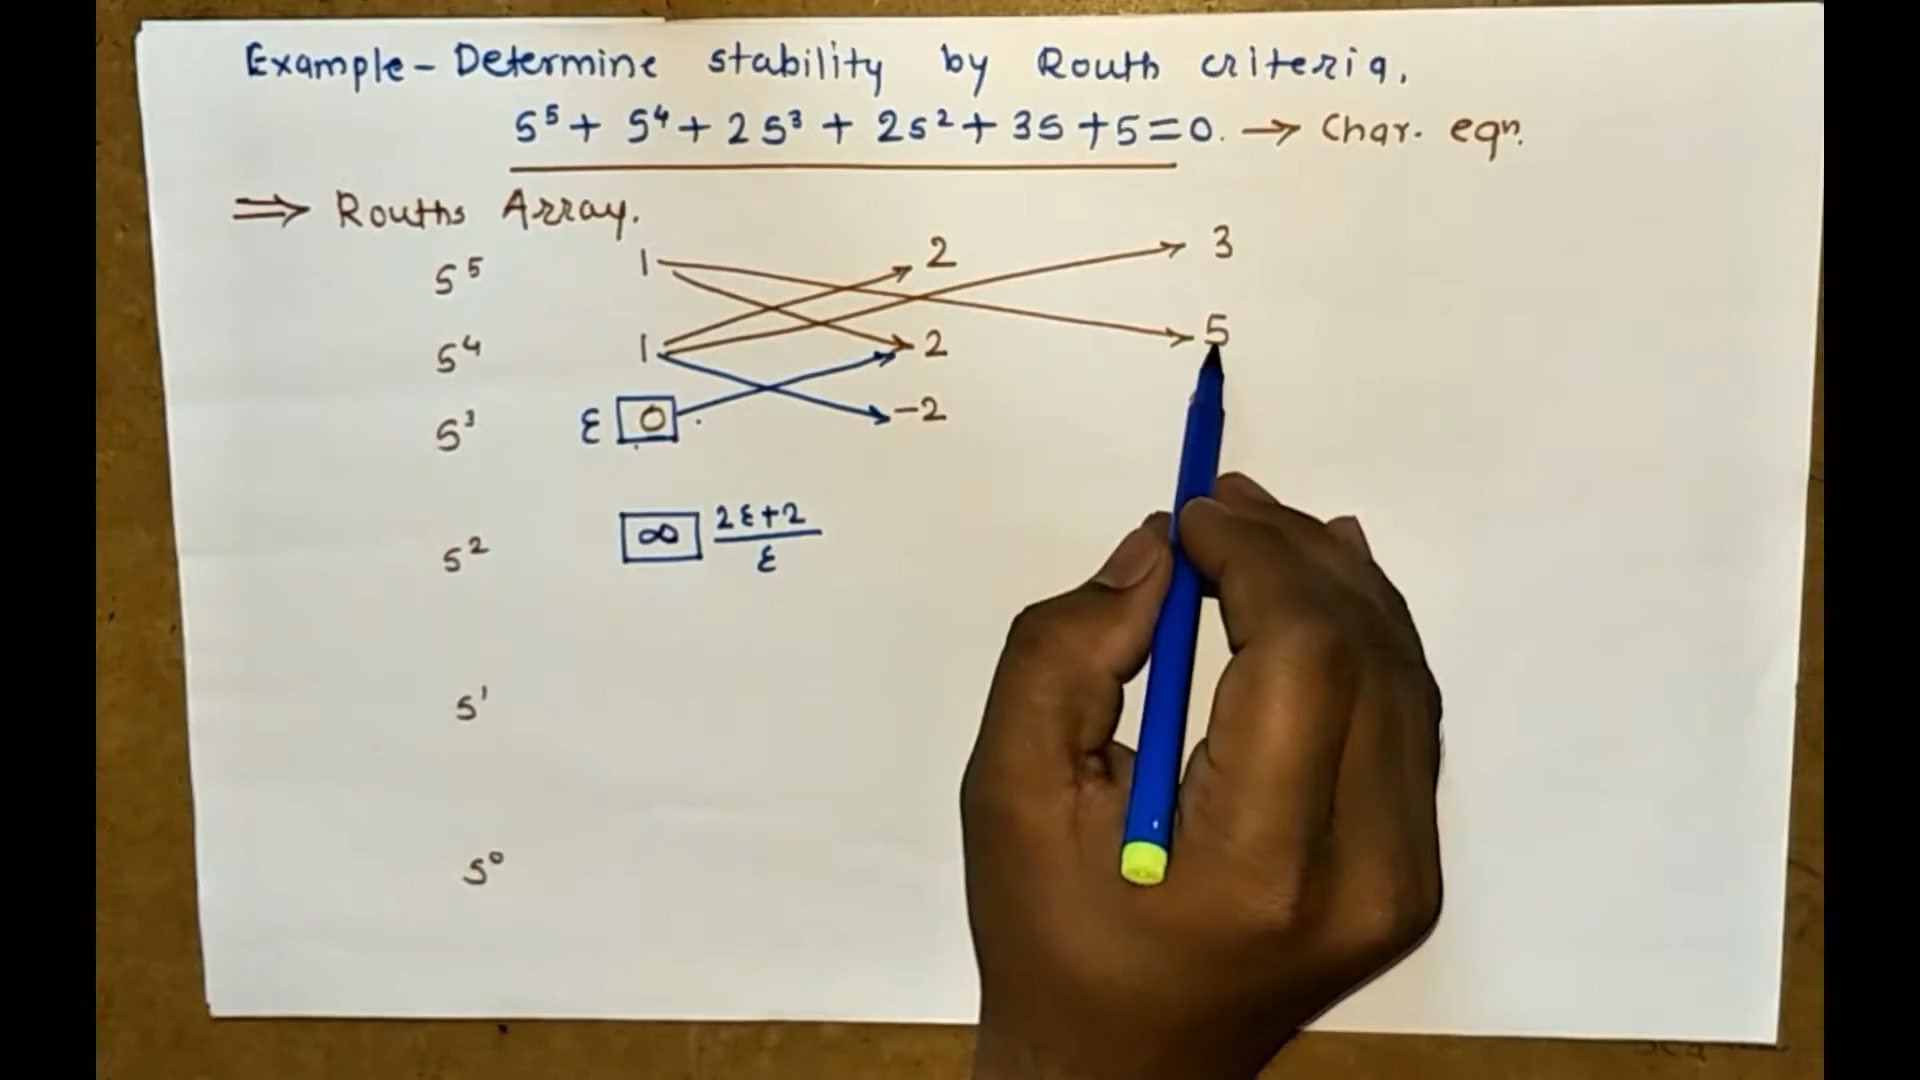 Example - Determine stability by Routh criteria.
S⁵ + S⁴ + 2S³ + 2s² + 3S + 5 = 0. → Char. eqn.
⇒ Rouths Array.
S⁵ 1 2 3
S⁴ 1 2 5
S³ ε 0 -2
S² ∞ (2ε+2)/ε
S¹
S⁰